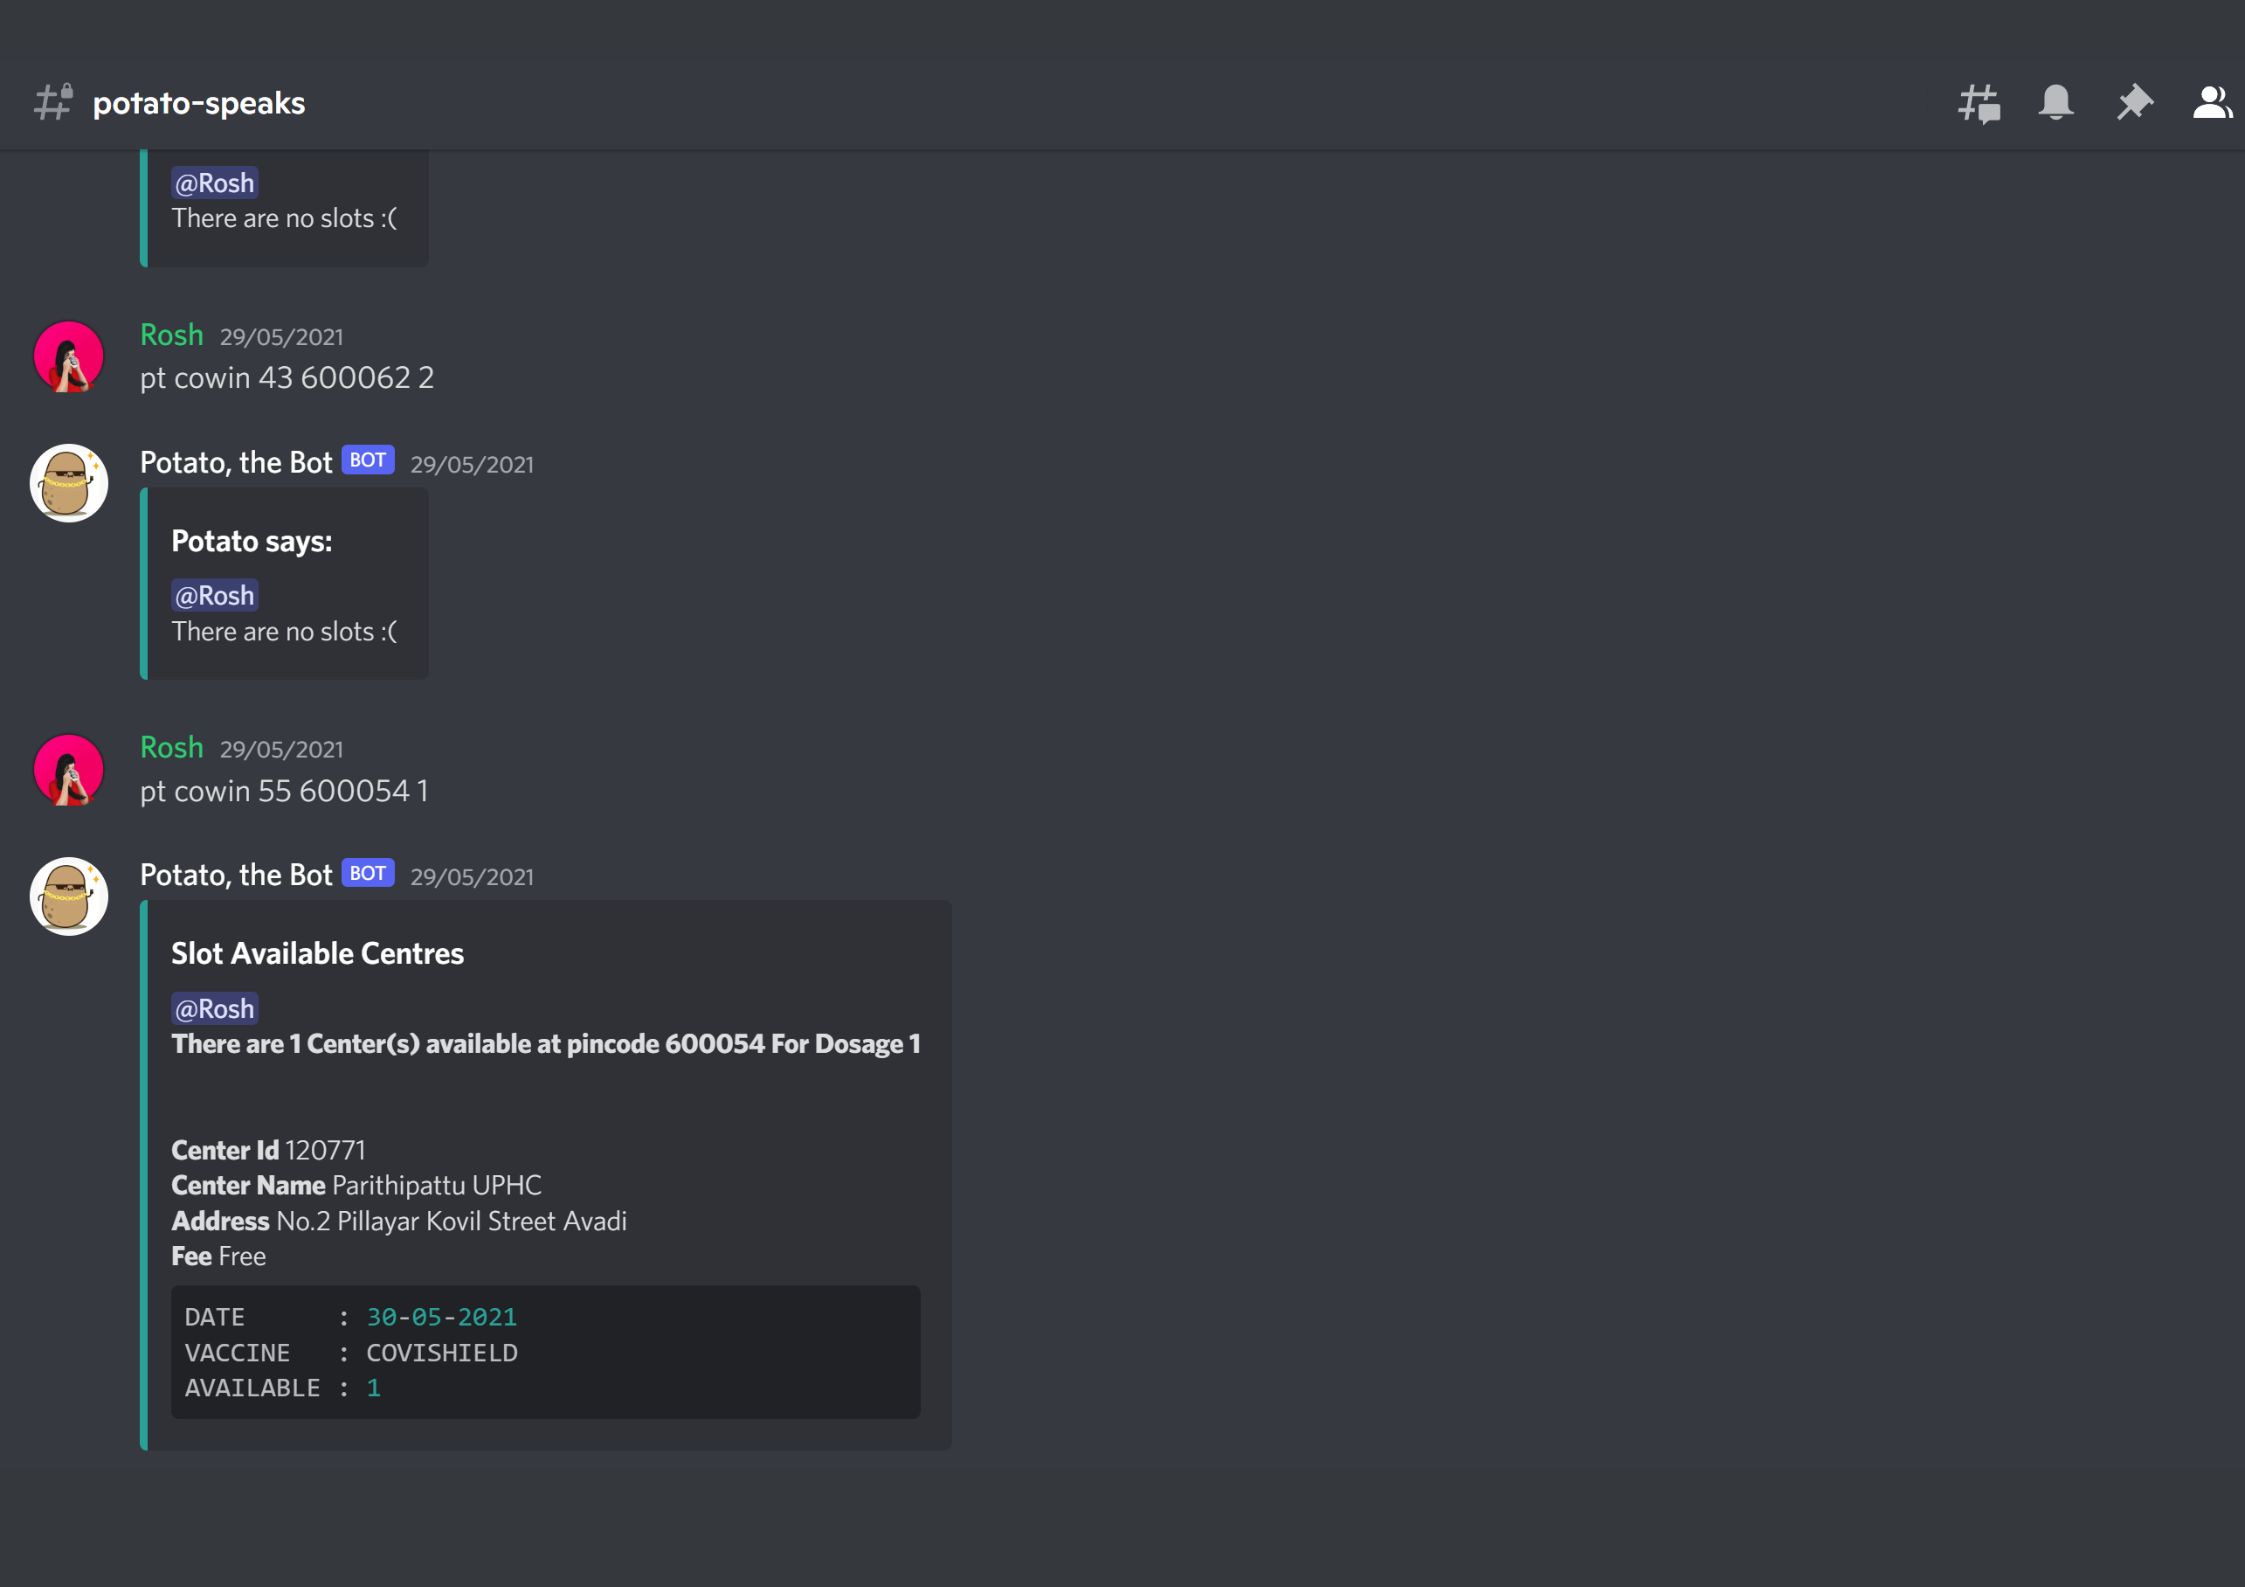 potato-speaks
@Rosh
There are no slots :(
Rosh 29/05/2021
pt cowin 43 600062 2
Potato, the Bot BOT 29/05/2021
Potato says:
@Rosh
There are no slots :(
Rosh 29/05/2021
pt cowin 55 600054 1
Potato, the Bot BOT 29/05/2021
Slot Available Centres
@Rosh
There are 1 Center(s) available at pincode 600054 For Dosage 1
Center Id 120771
Center Name Parithipattu UPHC
Address No.2 Pillayar Kovil Street Avadi
Fee Free
DATE : 30-05-2021
VACCINE : COVISHIELD
AVAILABLE : 1